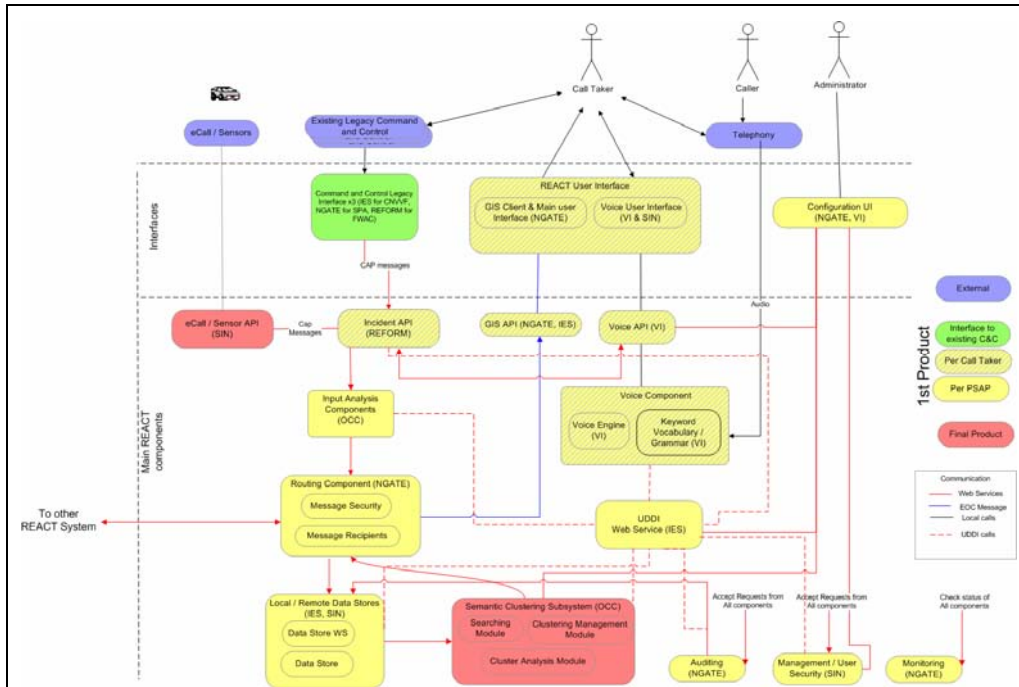 Call Taker
Caller
Administrator
eCall / Sensors
Existing Legacy Command
and Control
Telephony
Interfaces
Command and Control Legacy
Interface x3 (IES for CNVVF,
NGATE for SPA, REFORM for
FWAC)
REACT User Interface
GIS Client & Main user
Interface (NGATE)
Voice User Interface
(VI & SIN)
Configuration UI
(NGATE, VI)
CAP messages
Audio
Main REACT
components
eCall / Sensor API
(SIN)
Cap
Messages
Incident API
(REFORM)
GIS API (NGATE, IES)
Voice API (VI)
Input Analysis
Components
(OCC)
Voice Component
Voice Engine
(VI)
Keyword
Vocabulary /
Grammar (VI)
Routing Component (NGATE)
Message Security
Message Recipients
To other
REACT System
UDDI
Web Service (IES)
Local / Remote Data Stores
(IES, SIN)
Data Store WS
Data Store
Semantic Clustering Subsystem (OCC)
Searching
Module
Clustering Management
Module
Cluster Analysis Module
Accept Requests from
All components
Auditing
(NGATE)
Accept Requests from
All components
Management / User
Security (SIN)
Check status of
All components
Monitoring
(NGATE)
1st Product
External
Interface to
existing C&C
Per Call Taker
Per PSAP
Final Product
Communication
Web Services
EOC Message
Local calls
UDDI calls